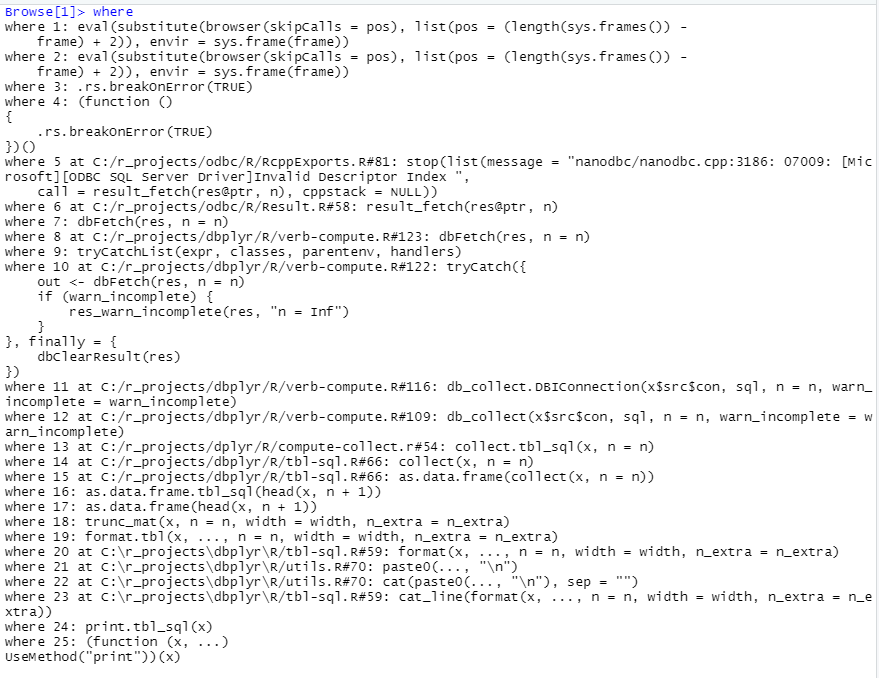 Browse[1]> where
where 1: eval(substitute(browser(skipCalls = pos), list(pos = (length(sys.frames()) -
    frame) + 2)), envir = sys.frame(frame))
where 2: eval(substitute(browser(skipCalls = pos), list(pos = (length(sys.frames()) -
    frame) + 2)), envir = sys.frame(frame))
where 3: .rs.breakOnError(TRUE)
where 4: (function ()
{
    .rs.breakOnError(TRUE)
})()
where 5 at C:/r_projects/odbc/R/RcppExports.R#81: stop(list(message = "nanodbc/nanodbc.cpp:3186: 07009: [Mic
rosoft][ODBC SQL Server Driver]Invalid Descriptor Index ",
    call = result_fetch(res@ptr, n), cppstack = NULL))
where 6 at C:/r_projects/odbc/R/Result.R#58: result_fetch(res@ptr, n)
where 7: dbFetch(res, n = n)
where 8 at C:/r_projects/dbplyr/R/verb-compute.R#123: dbFetch(res, n = n)
where 9: tryCatchList(expr, classes, parentenv, handlers)
where 10 at C:/r_projects/dbplyr/R/verb-compute.R#122: tryCatch({
    out <- dbFetch(res, n = n)
    if (warn_incomplete) {
        res_warn_incomplete(res, "n = Inf")
    }
}, finally = {
    dbClearResult(res)
})
where 11 at C:/r_projects/dbplyr/R/verb-compute.R#116: db_collect.DBIConnection(x$src$con, sql, n = n, warn_
incomplete = warn_incomplete)
where 12 at C:/r_projects/dbplyr/R/verb-compute.R#109: db_collect(x$src$con, sql, n = n, warn_incomplete = w
arn_incomplete)
where 13 at C:/r_projects/dplyr/R/compute-collect.r#54: collect.tbl_sql(x, n = n)
where 14 at C:/r_projects/dbplyr/R/tbl-sql.R#66: collect(x, n = n)
where 15 at C:/r_projects/dbplyr/R/tbl-sql.R#66: as.data.frame(collect(x, n = n))
where 16: as.data.frame.tbl_sql(head(x, n + 1))
where 17: as.data.frame(head(x, n + 1))
where 18: trunc_mat(x, n = n, width = width, n_extra = n_extra)
where 19: format.tbl(x, ..., n = n, width = width, n_extra = n_extra)
where 20 at C:\r_projects\dbplyr\R/tbl-sql.R#59: format(x, ..., n = n, width = width, n_extra = n_extra)
where 21 at C:\r_projects\dbplyr\R/utils.R#70: paste0(..., "\n")
where 22 at C:\r_projects\dbplyr\R/utils.R#70: cat(paste0(..., "\n"), sep = "")
where 23 at C:\r_projects\dbplyr\R/tbl-sql.R#59: cat_line(format(x, ..., n = n, width = width, n_extra = n_e
xtra))
where 24: print.tbl_sql(x)
where 25: (function (x, ...)
UseMethod("print"))(x)